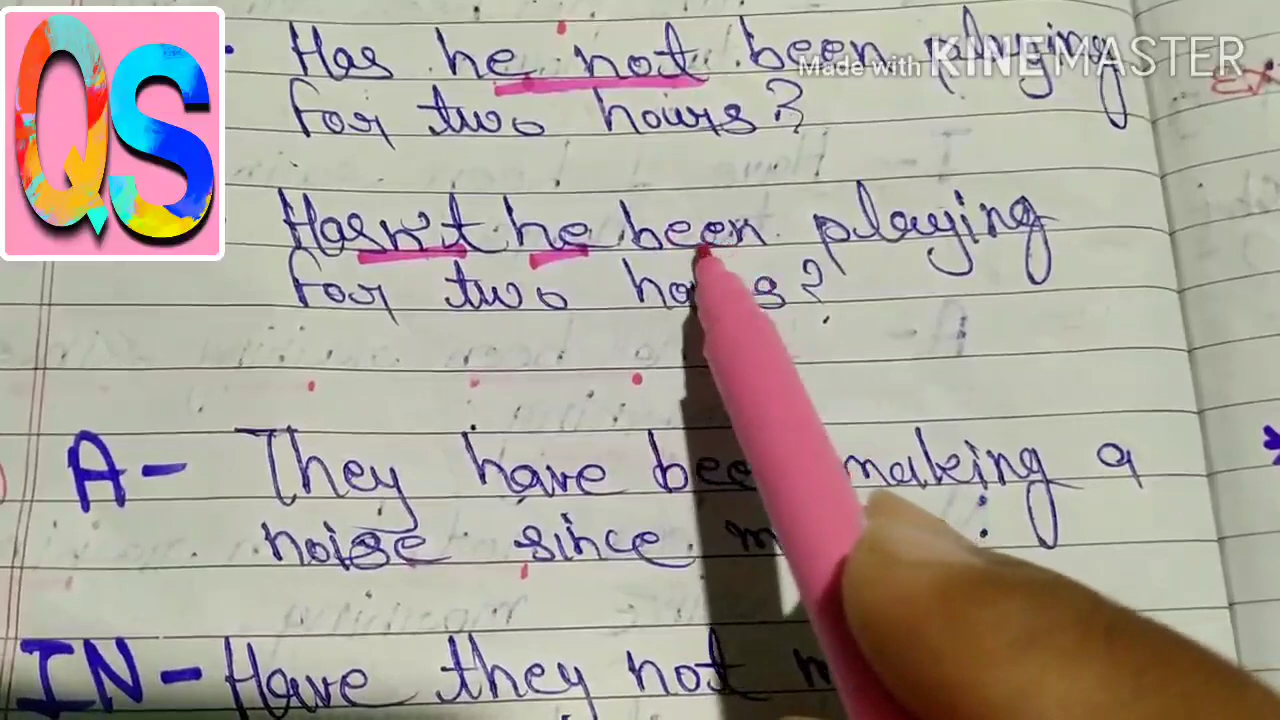 QS
Made with KINEMASTER
- Has he not been playing
for two hours?
Hasn't he been playing
for two hours?
A- They have been making a
noise since
IN- Have they not